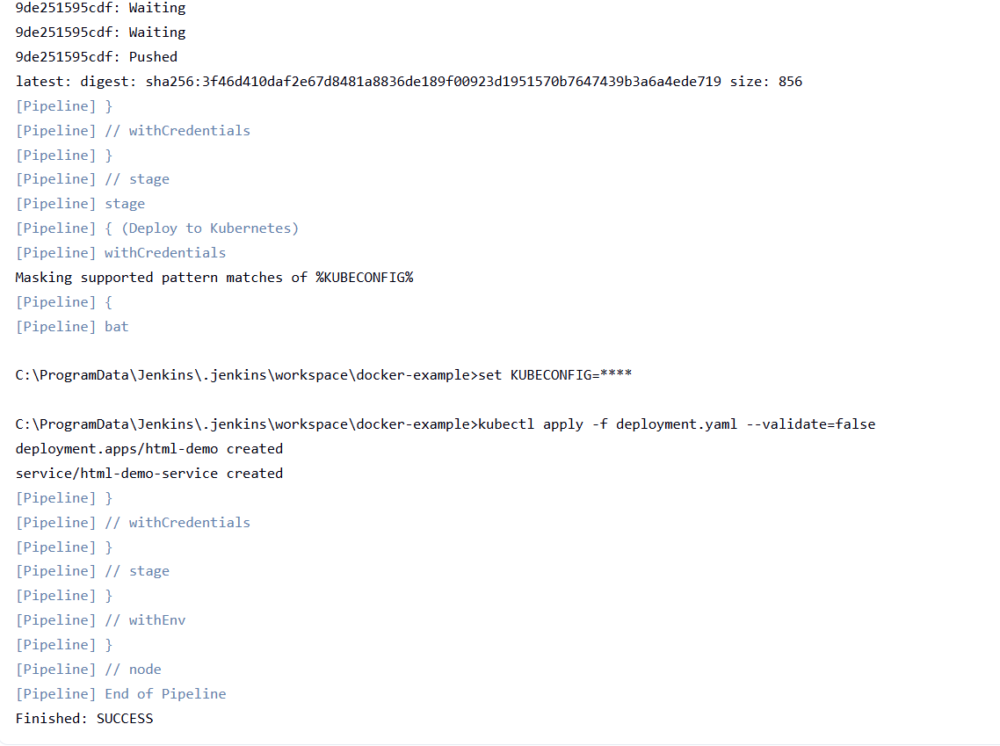 9de251595cdf: Waiting
9de251595cdf: Waiting
9de251595cdf: Pushed
latest: digest: sha256:3f46d410daf2e67d8481a8836de189f00923d1951570b7647439b3a6a4ede719 size: 856
[Pipeline] }
[Pipeline] // withCredentials
[Pipeline] }
[Pipeline] // stage
[Pipeline] stage
[Pipeline] { (Deploy to Kubernetes)
[Pipeline] withCredentials
Masking supported pattern matches of %KUBECONFIG%
[Pipeline] {
[Pipeline] bat
C:\ProgramData\Jenkins\.jenkins\workspace\docker-example>set KUBECONFIG=****
C:\ProgramData\Jenkins\.jenkins\workspace\docker-example>kubectl apply -f deployment.yaml --validate=false
deployment.apps/html-demo created
service/html-demo-service created
[Pipeline] }
[Pipeline] // withCredentials
[Pipeline] }
[Pipeline] // stage
[Pipeline] }
[Pipeline] // withEnv
[Pipeline] }
[Pipeline] // node
[Pipeline] End of Pipeline
Finished: SUCCESS